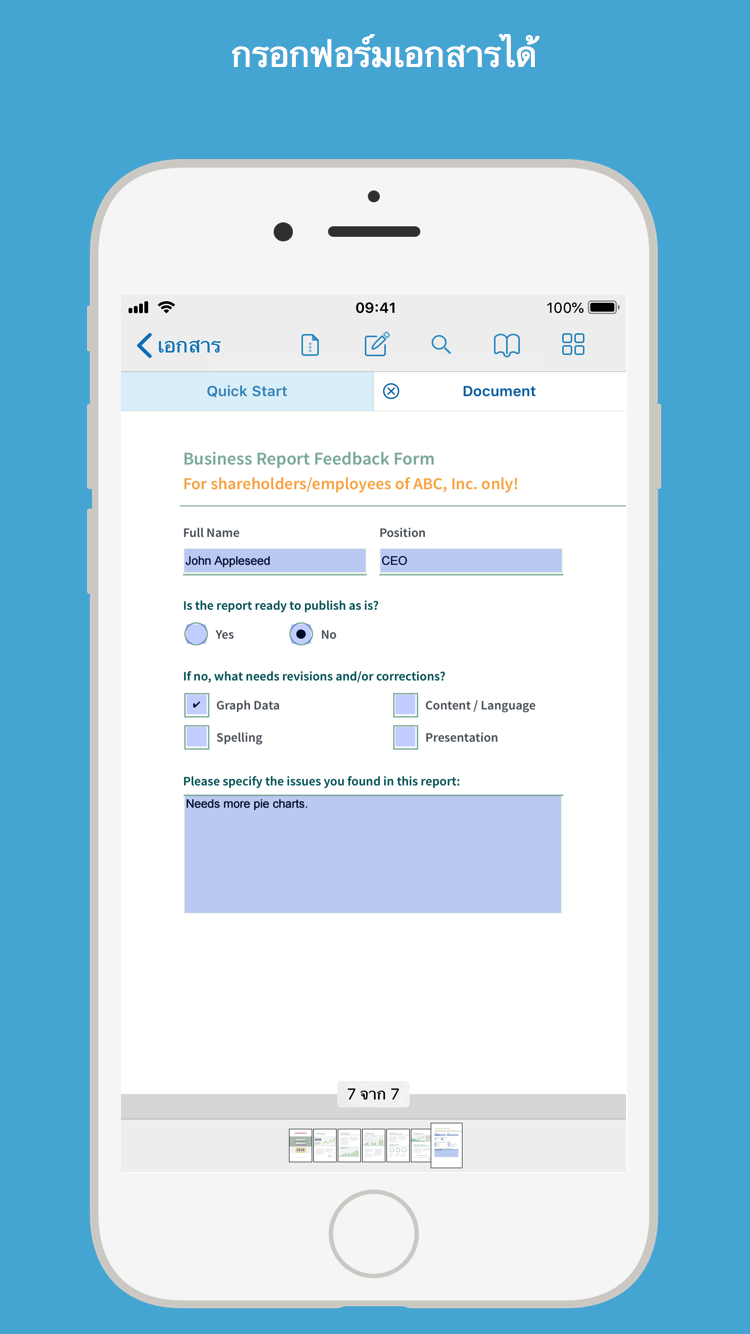 กรอกฟอร์มเอกสารได้
09:41
100%
เอกสาร
Quick Start
Document
Business Report Feedback Form
For shareholders/employees of ABC, Inc. only!
Full Name
Position
John Appleseed
CEO
Is the report ready to publish as is?
Yes
No
If no, what needs revisions and/or corrections?
Graph Data
Content / Language
Spelling
Presentation
Please specify the issues you found in this report:
Needs more pie charts.
7 จาก 7